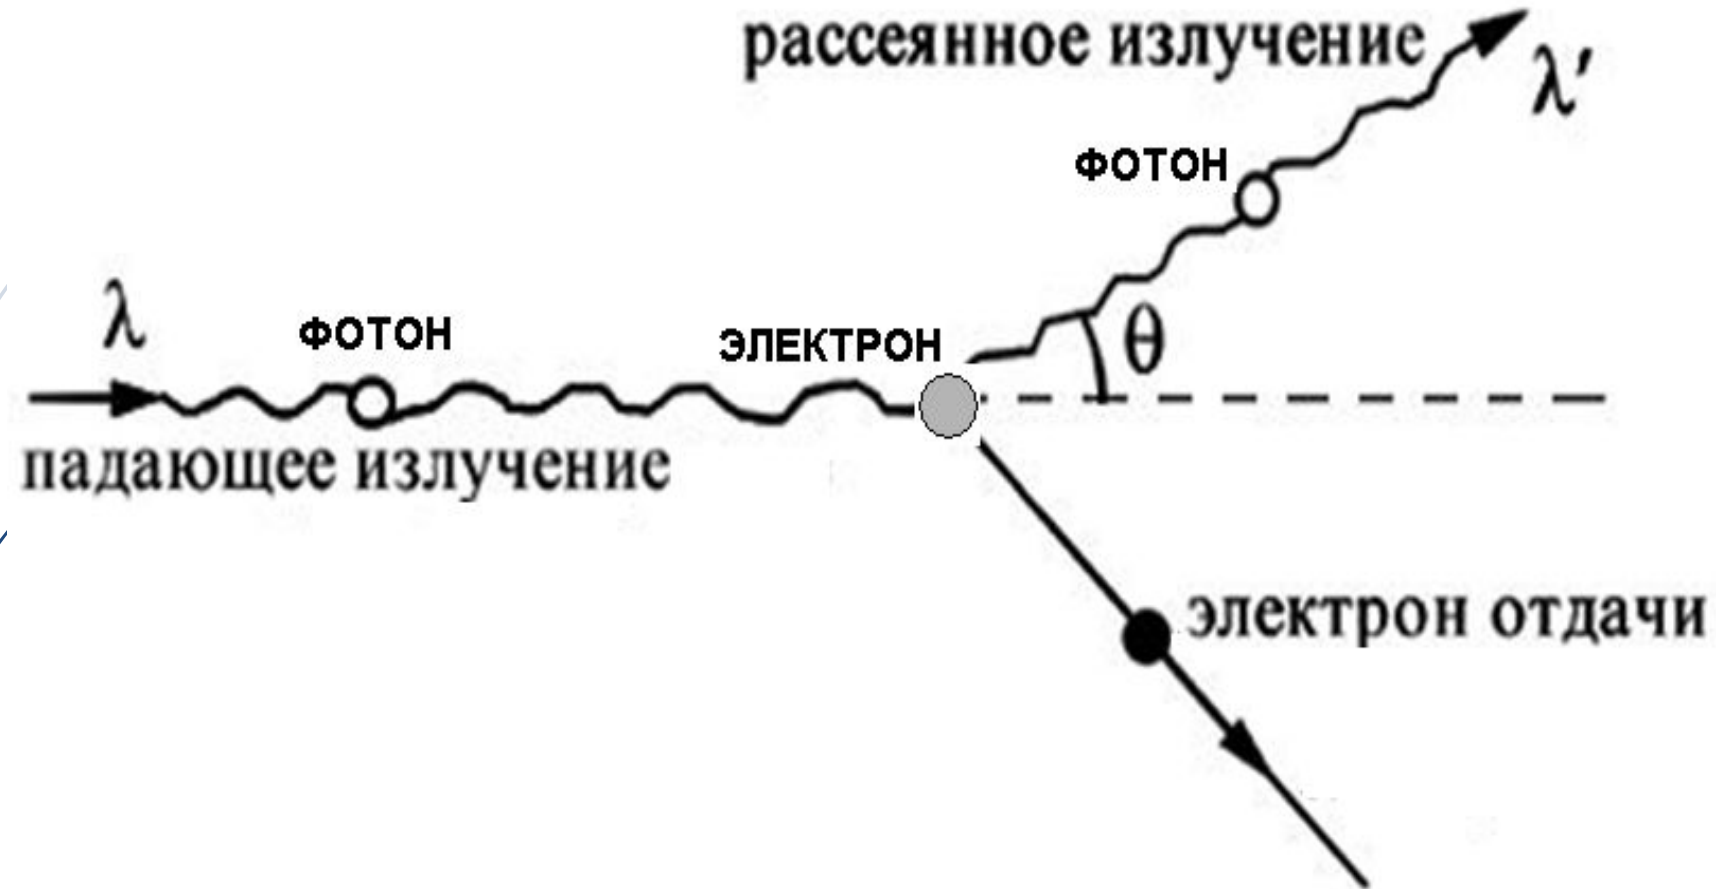 рассеянное излучение
λ'
ФОТОН
λ
ФОТОН
ЭЛЕКТРОН
θ
падающее излучение
электрон отдачи